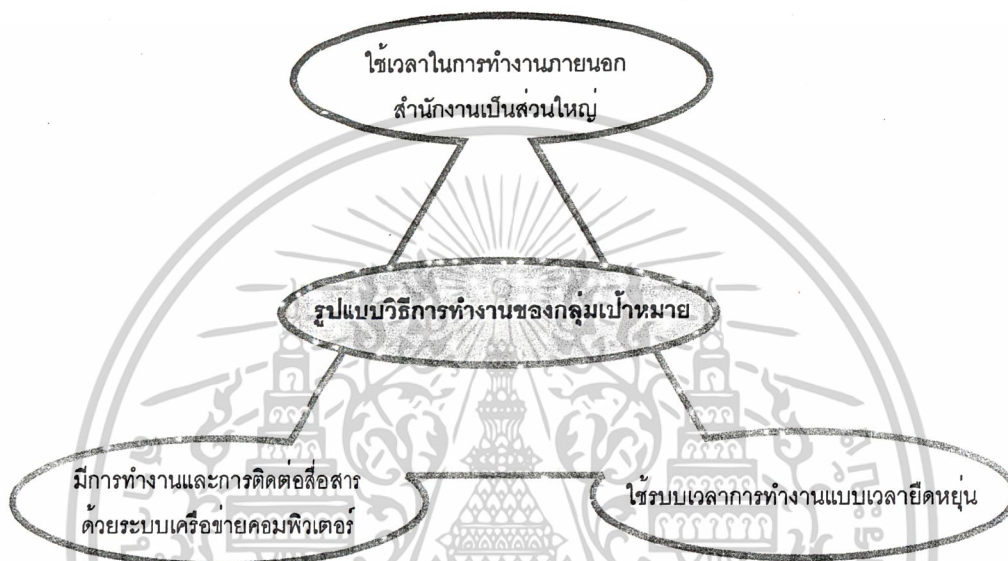 ใช้เวลาในการทำงานภายนอก
สำนักงานเป็นส่วนใหญ่
รูปแบบวิธีการทำงานของกลุ่มเป้าหมาย
มีการทำงานและการติดต่อสื่อสาร
ด้วยระบบเครือข่ายคอมพิวเตอร์
ใช้ระบบเวลาการทำงานแบบเวลายืดหยุ่น